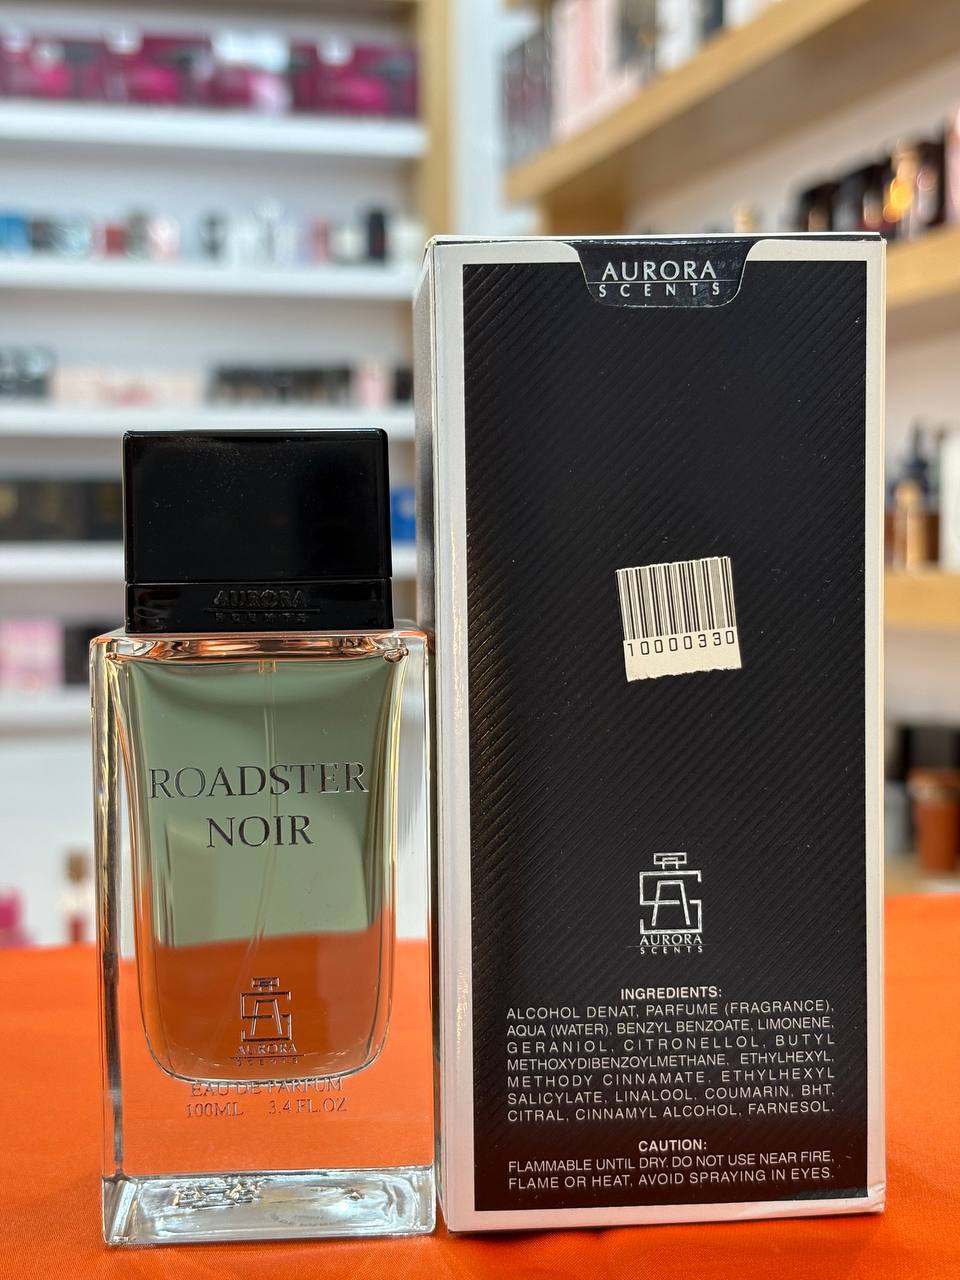 AURORA
SCENTS
10000330
AURORA
SCENTS
ROADSTER
NOIR
AURORA
SCENTS
EAU DE PARFUM
100ML 3.4 FL.OZ
AURORA
SCENTS
INGREDIENTS:
ALCOHOL DENAT, PARFUME (FRAGRANCE),
AQUA (WATER), BENZYL BENZOATE, LIMONENE,
GERANIOL, CITRONELLOL, BUTYL
METHOXYDIBENZOYLMETHANE, ETHYLHEXYL,
METHODY CINNAMATE, ETHYLHEXYL
SALICYLATE, LINALOOL, COUMARIN, BHT,
CITRAL, CINNAMYL ALCOHOL, FARNESOL.
CAUTION:
FLAMMABLE UNTIL DRY. DO NOT USE NEAR FIRE,
FLAME OR HEAT, AVOID SPRAYING IN EYES.